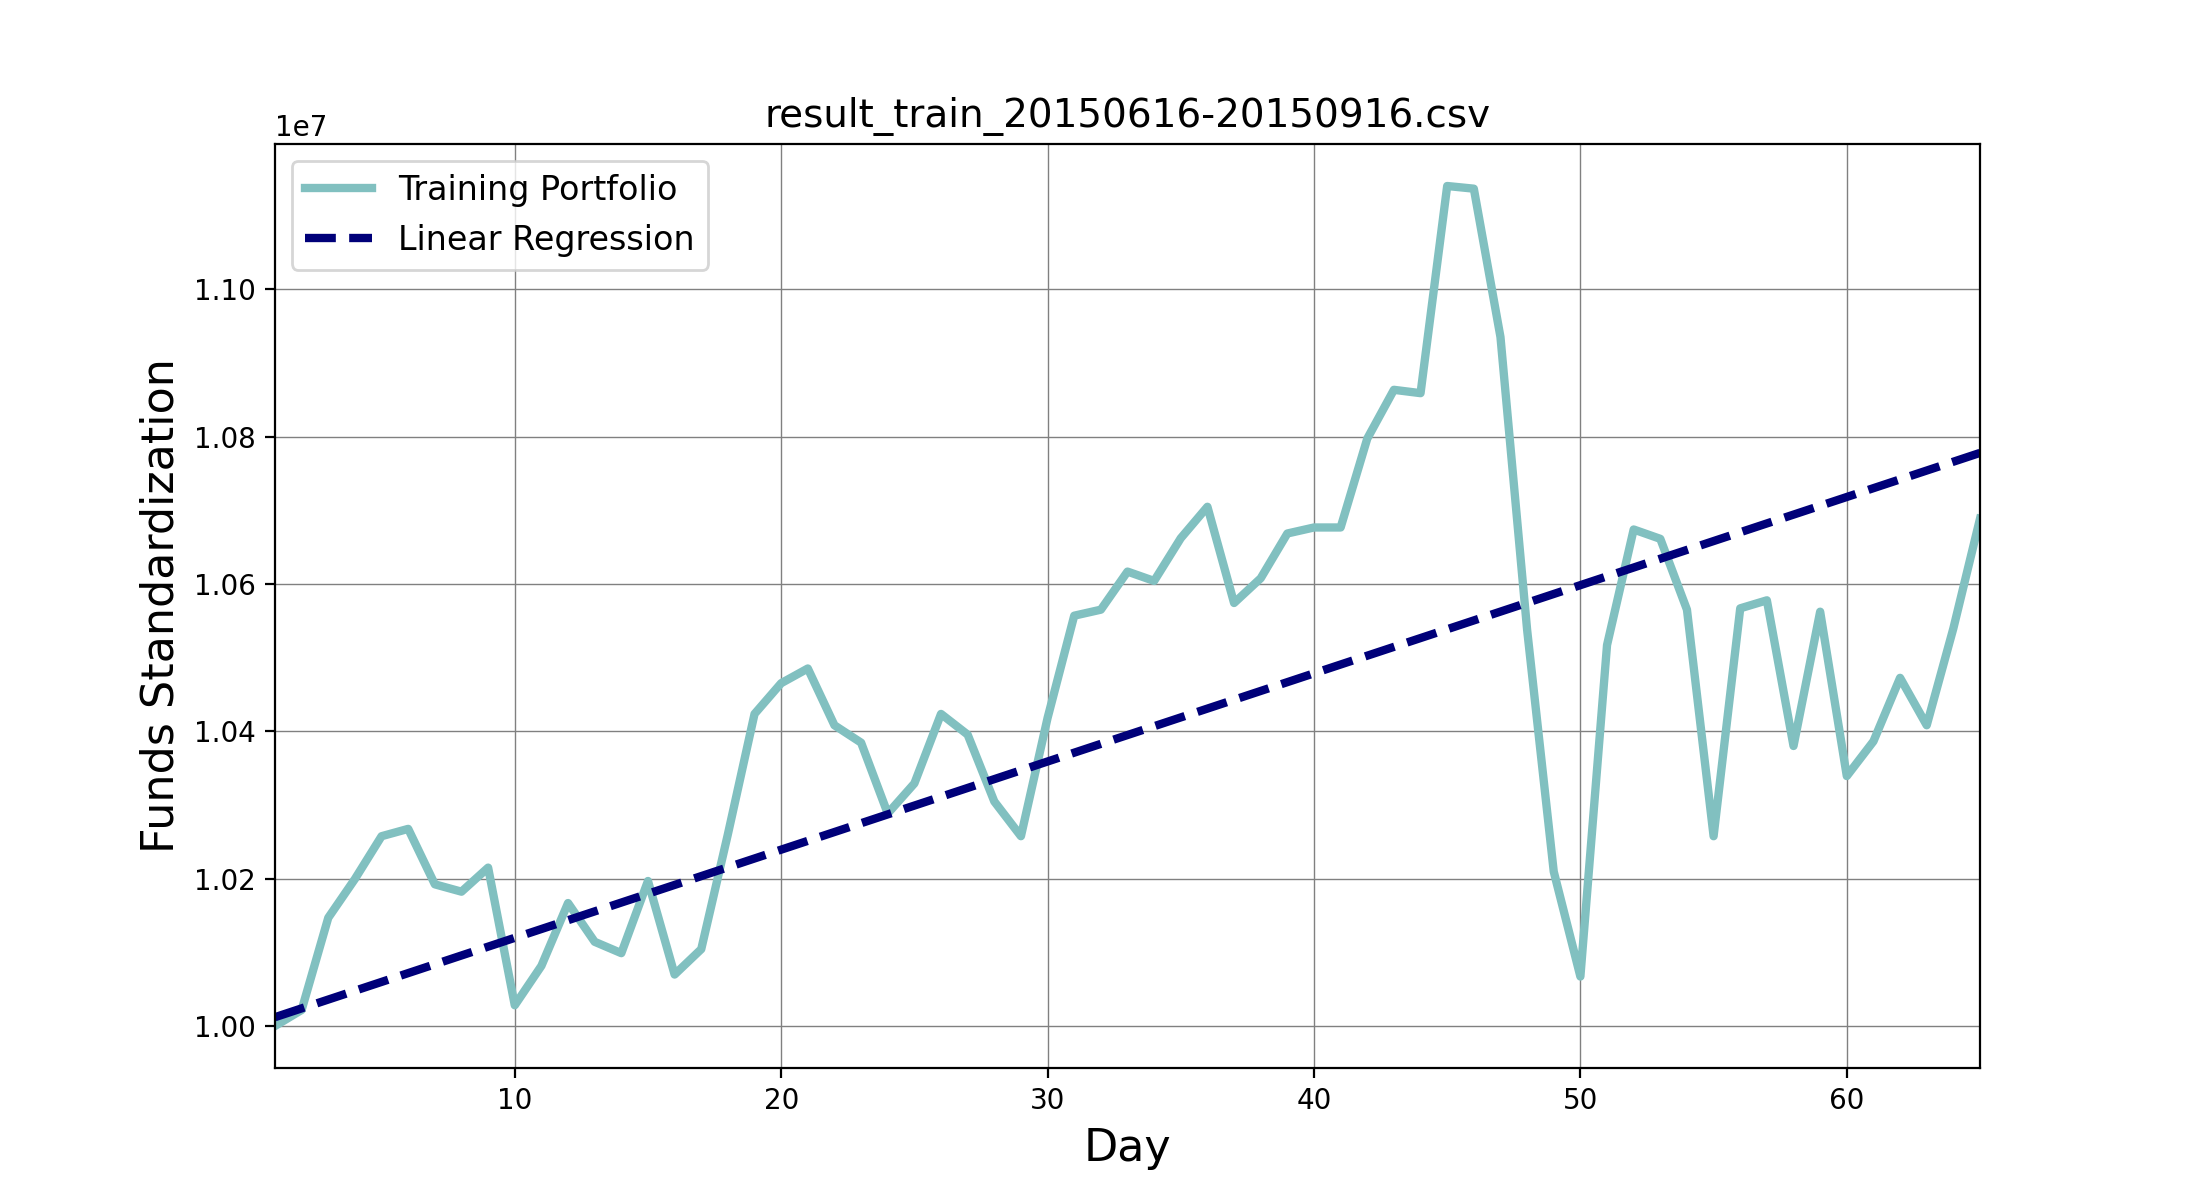 result_train_20150616-20150916.csv
1e7
Training Portfolio
Linear Regression
1.10
1.08
1.06
1.04
1.02
1.00
Funds Standardization
10 20 30 40 50 60
Day